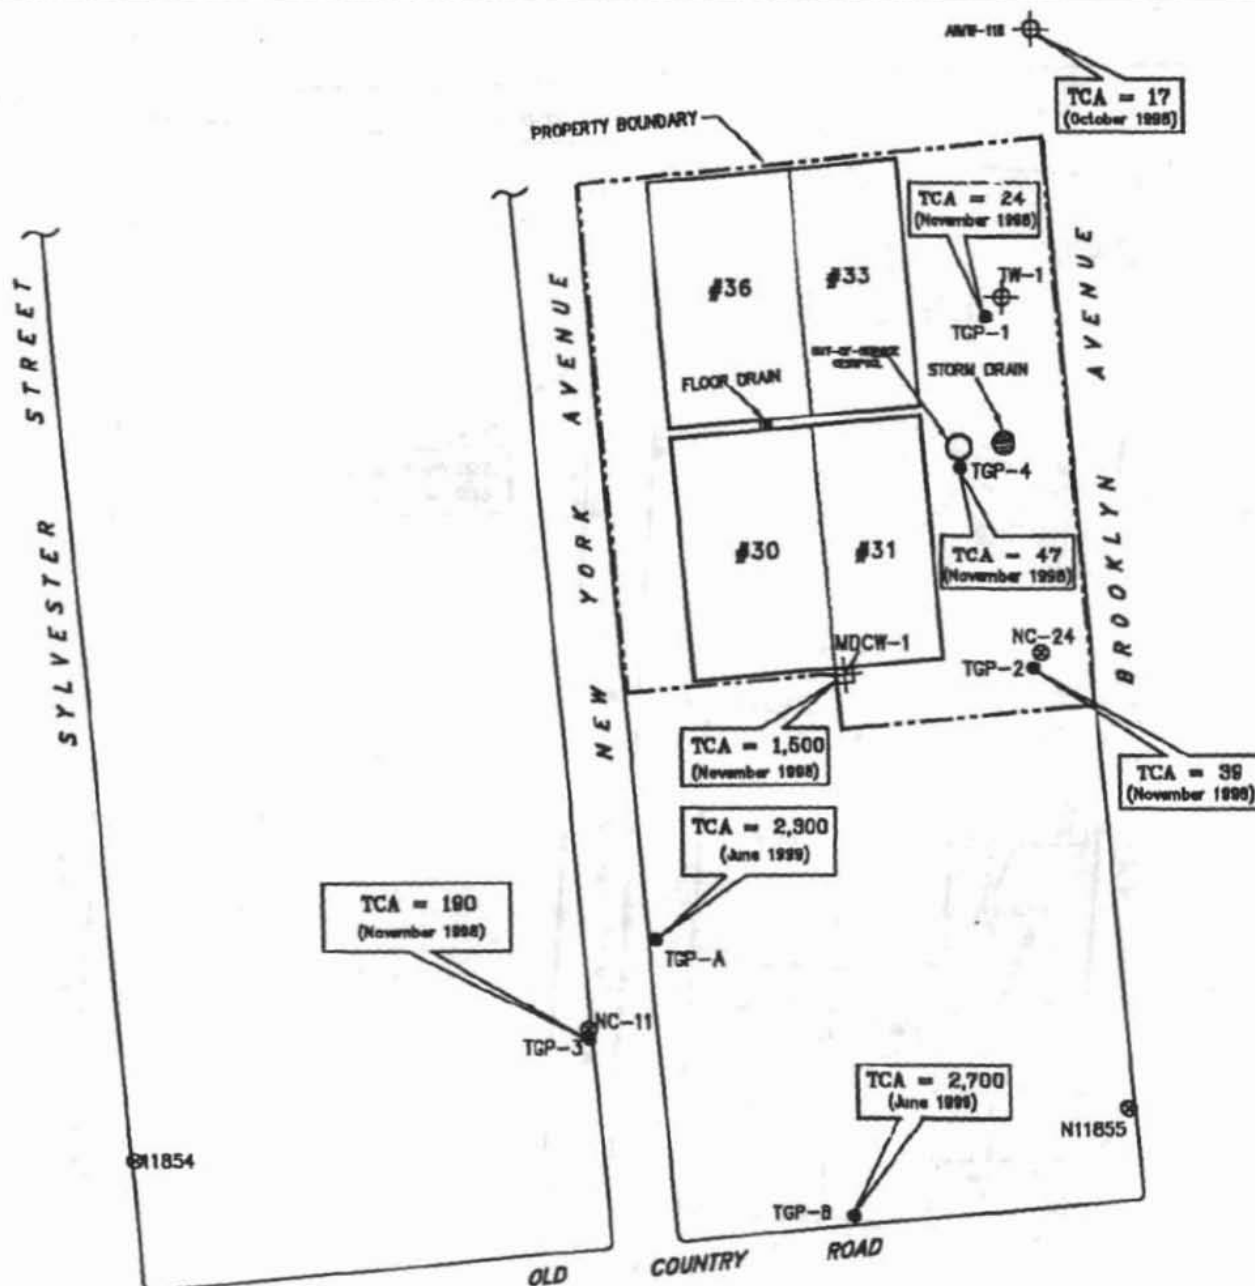 TCA = 17
(October 1998)
PROPERTY BOUNDARY
TCA = 24
(November 1998)
TW-1
TGP-1
#36
#33
STORM DRAIN
FLOOR DRAIN
TGP-4
TCA = 47
(November 1998)
#30
#31
MDCW-1
NC-24
TGP-2
TCA = 39
(November 1998)
TCA = 1,500
(November 1998)
TCA = 2,300
(June 1999)
TGP-A
TCA = 190
(November 1998)
NC-11
TGP-3
TCA = 2,700
(June 1999)
N11855
11854
TGP-B
SYLVESTER STREET
NEW YORK AVENUE
BROOKLYN AVENUE
OLD COUNTRY ROAD